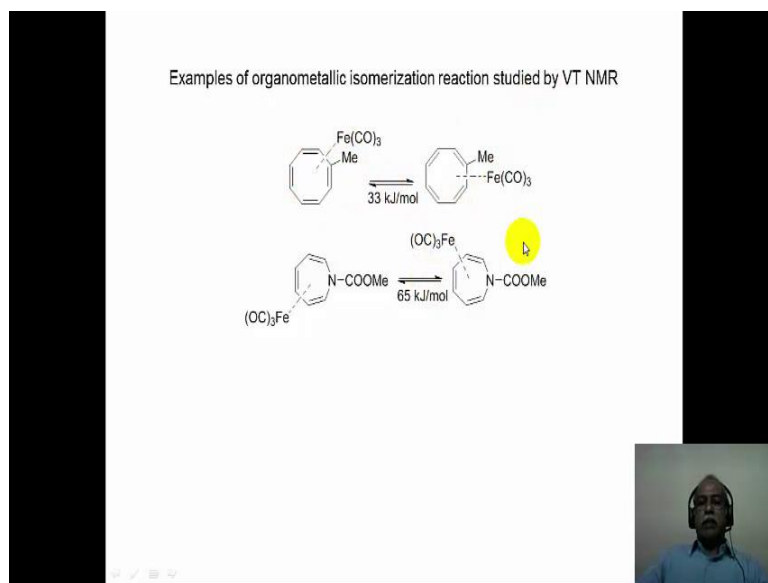 Examples of organometallic isomerization reaction studied by VT NMR
Fe(CO)3
Me
33 kJ/mol
Me
Fe(CO)3
(OC)3Fe
N-COOMe
65 kJ/mol
(OC)3Fe
N-COOMe